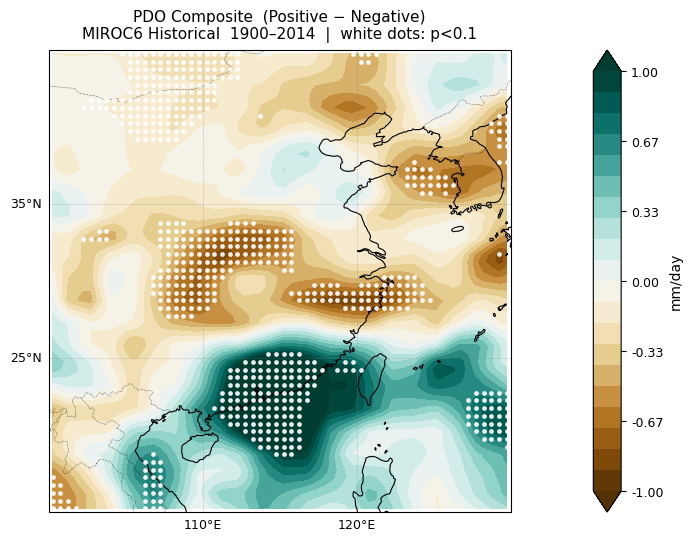 PDO Composite (Positive − Negative)
MIROC6 Historical 1900–2014 | white dots: p<0.1
35°N
25°N
110°E
120°E
1.00
0.67
0.33
0.00
-0.33
-0.67
-1.00
mm/day